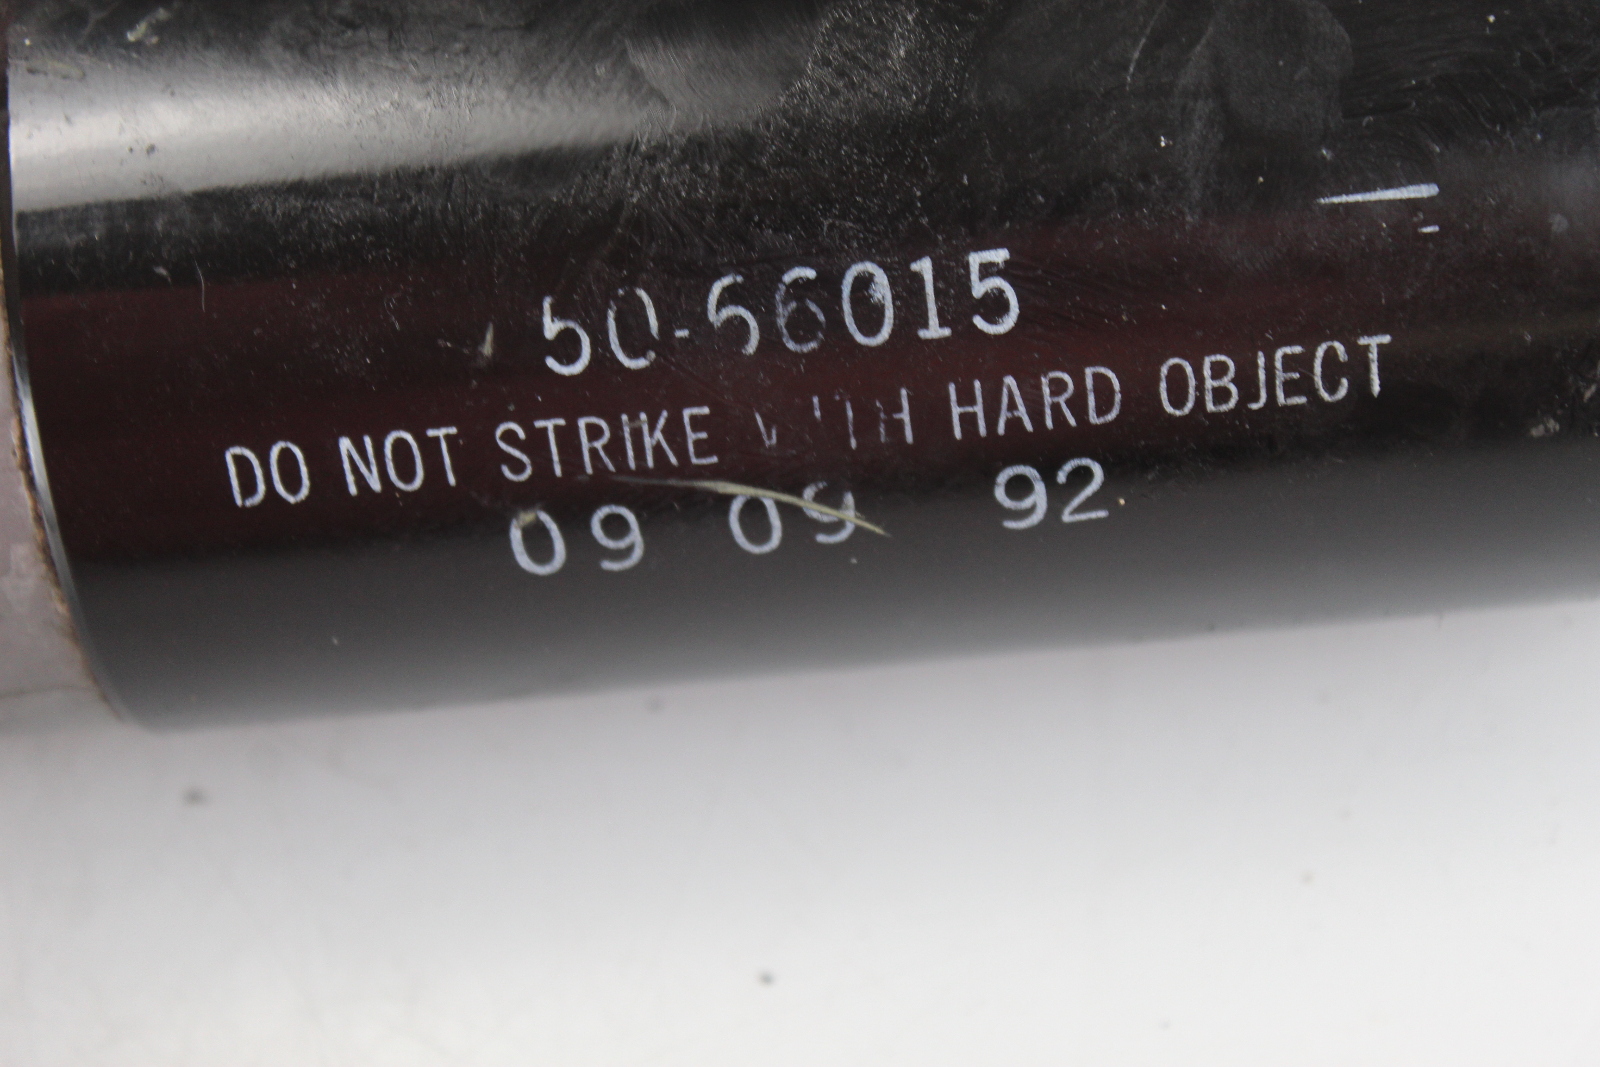 50-56015
DO NOT STRIKE WITH HARD OBJECT
09 09 92